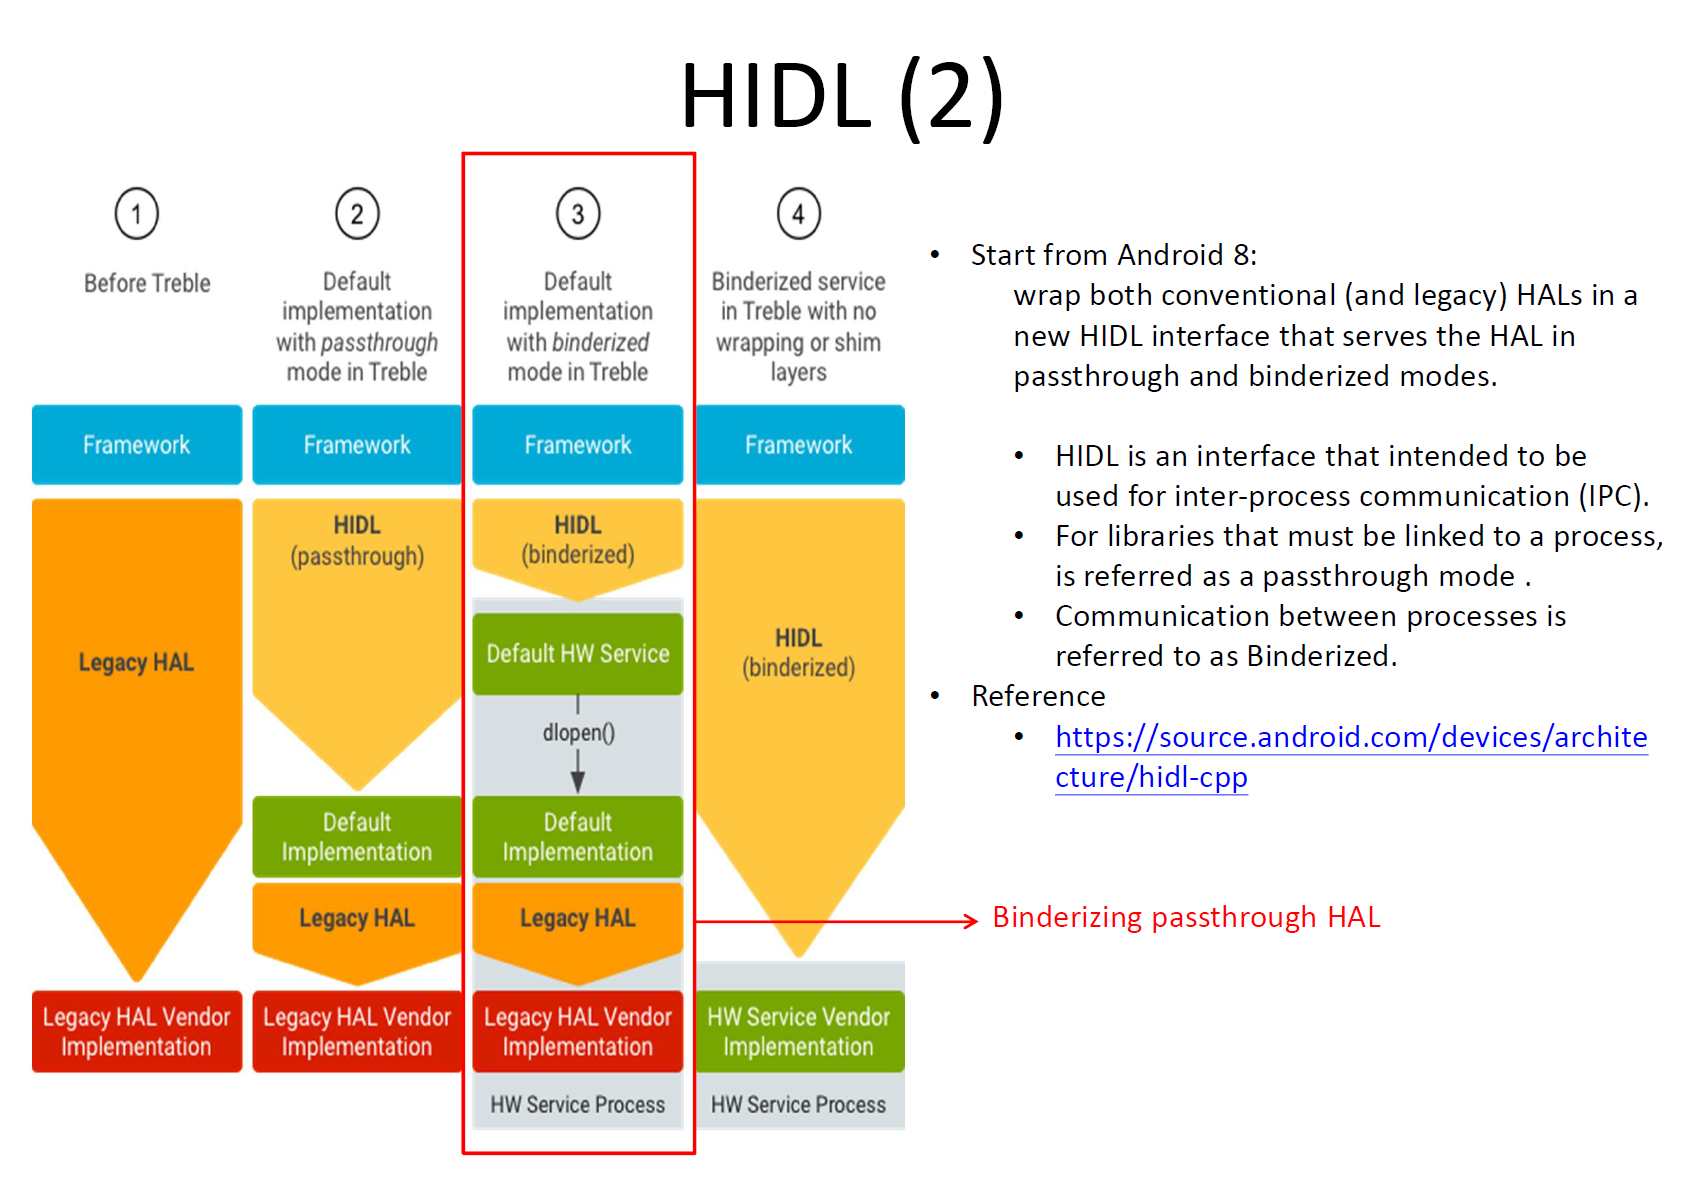 HIDL (2)
1
Before Treble
Framework
Legacy HAL
Legacy HAL Vendor
Implementation
2
Default
implementation
with passthrough
mode in Treble
Framework
HIDL
(passthrough)
Default
Implementation
Legacy HAL
Legacy HAL Vendor
Implementation
3
Default
implementation
with binderized
mode in Treble
Framework
HIDL
(binderized)
Default HW Service
dlopen()
Default
Implementation
Legacy HAL
Legacy HAL Vendor
Implementation
HW Service Process
4
Binderized service
in Treble with no
wrapping or shim
layers
Framework
HIDL
(binderized)
HW Service Vendor
Implementation
HW Service Process
• Start from Android 8:
wrap both conventional (and legacy) HALs in a
new HIDL interface that serves the HAL in
passthrough and binderized modes.
• HIDL is an interface that intended to be
used for inter-process communication (IPC).
• For libraries that must be linked to a process,
is referred as a passthrough mode .
• Communication between processes is
referred to as Binderized.
• Reference
• https://source.android.com/devices/archite
cture/hidl-cpp
Binderizing passthrough HAL